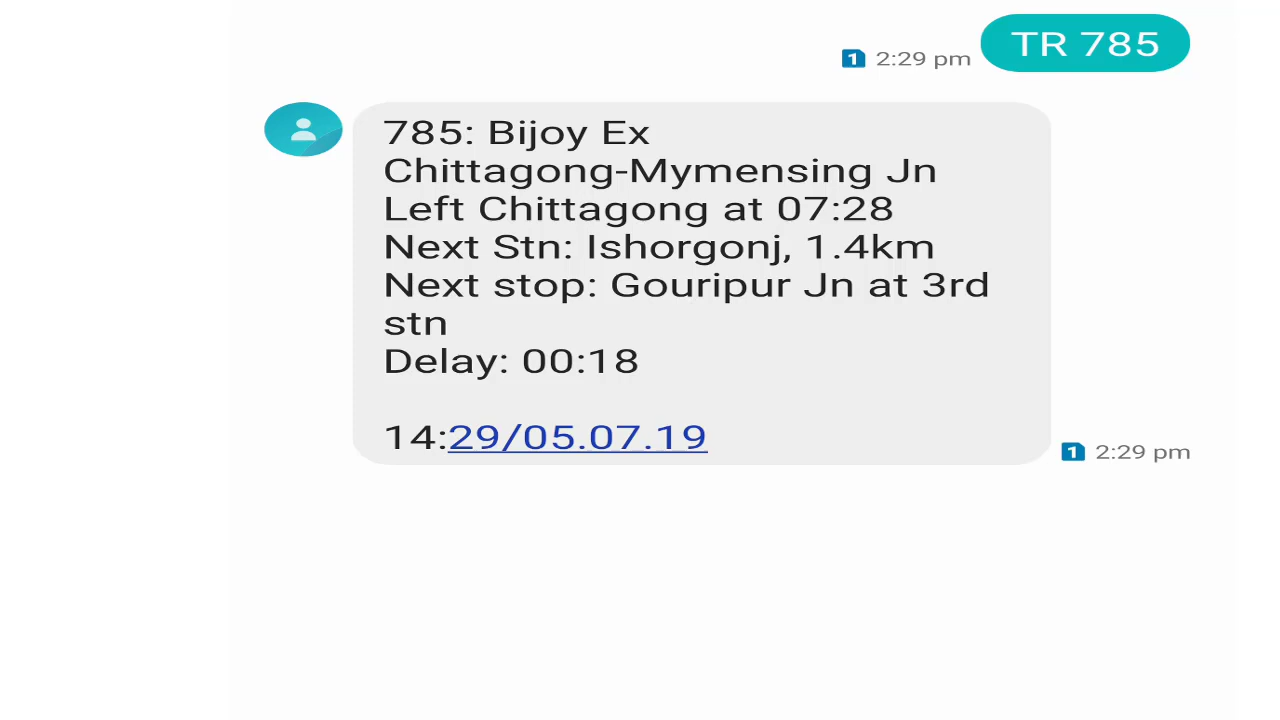 TR 785
1 2:29 pm
785: Bijoy Ex
Chittagong-Mymensing Jn
Left Chittagong at 07:28
Next Stn: Ishorgonj, 1.4km
Next stop: Gouripur Jn at 3rd
stn
Delay: 00:18
14:29/05.07.19
1 2:29 pm